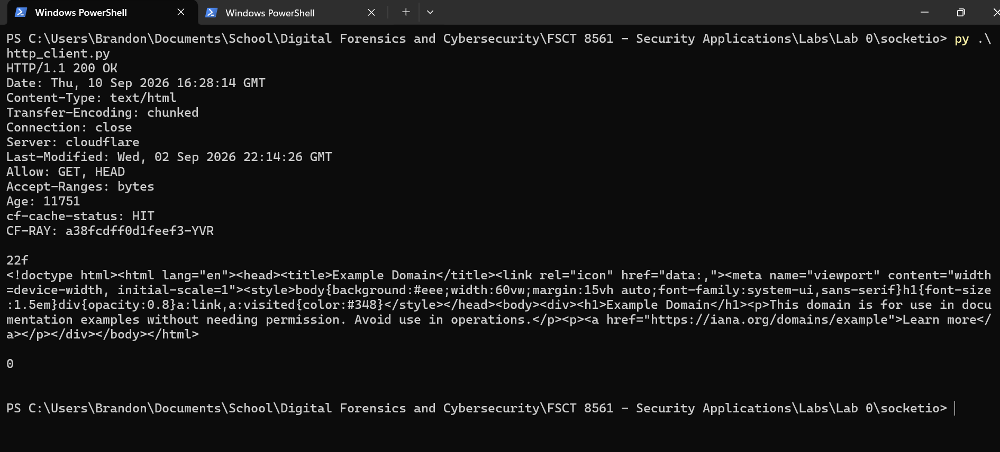 Windows PowerShell
Windows PowerShell
PS C:\Users\Brandon\Documents\School\Digital Forensics and Cybersecurity\FSCT 8561 - Security Applications\Labs\Lab 0\socketio> py .\
http_client.py
HTTP/1.1 200 OK
Date: Thu, 10 Sep 2026 16:28:14 GMT
Content-Type: text/html
Transfer-Encoding: chunked
Connection: close
Server: cloudflare
Last-Modified: Wed, 02 Sep 2026 22:14:26 GMT
Allow: GET, HEAD
Accept-Ranges: bytes
Age: 11751
cf-cache-status: HIT
CF-RAY: a38fcdff0d1feef3-YVR
22f
<!doctype html><html lang="en"><head><title>Example Domain</title><link rel="icon" href="data:,"><meta name="viewport" content="width
=device-width, initial-scale=1"><style>body{background:#eee;width:60vw;margin:15vh auto;font-family:system-ui,sans-serif}h1{font-size
:1.5em}div{opacity:0.8}a:link,a:visited{color:#348}</style></head><body><div><h1>Example Domain</h1><p>This domain is for use in docu
mentation examples without needing permission. Avoid use in operations.</p><p><a href="https://iana.org/domains/example">Learn more</
a></p></div></body></html>
0
PS C:\Users\Brandon\Documents\School\Digital Forensics and Cybersecurity\FSCT 8561 - Security Applications\Labs\Lab 0\socketio>